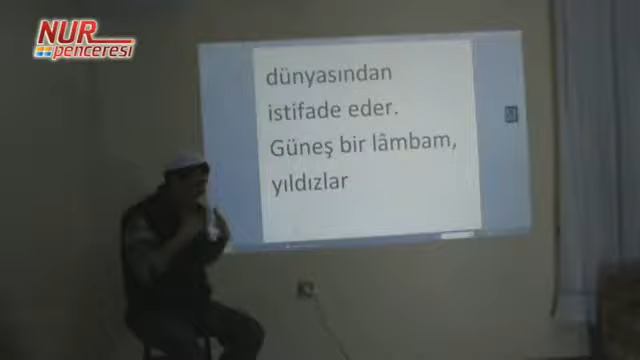 NUR
penceresi
dünyasından
istifade eder.
Güneş bir lâmbam,
yıldızlar